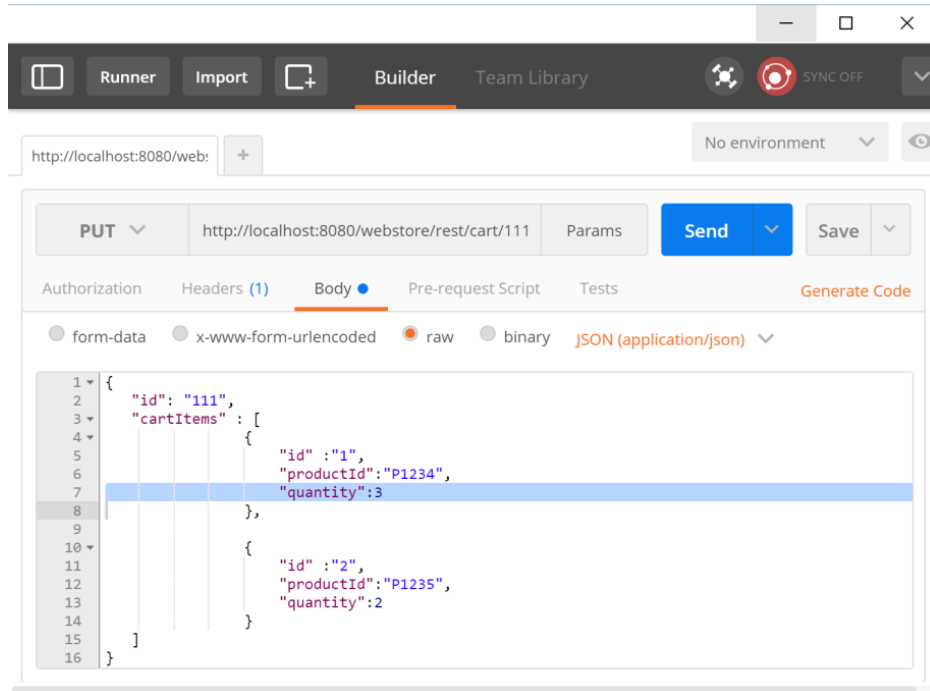 Runner Import Builder Team Library SYNC OFF
http://localhost:8080/webs + No environment
PUT http://localhost:8080/webstore/rest/cart/111 Params Send Save
Authorization Headers (1) Body Pre-request Script Tests Generate Code
form-data x-www-form-urlencoded raw binary JSON (application/json)
1 {
2 "id": "111",
3 "cartItems" : [
4 {
5 "id" :"1",
6 "productId":"P1234",
7 "quantity":3
8 },
9
10 {
11 "id" :"2",
12 "productId":"P1235",
13 "quantity":2
14 }
15 ]
16 }